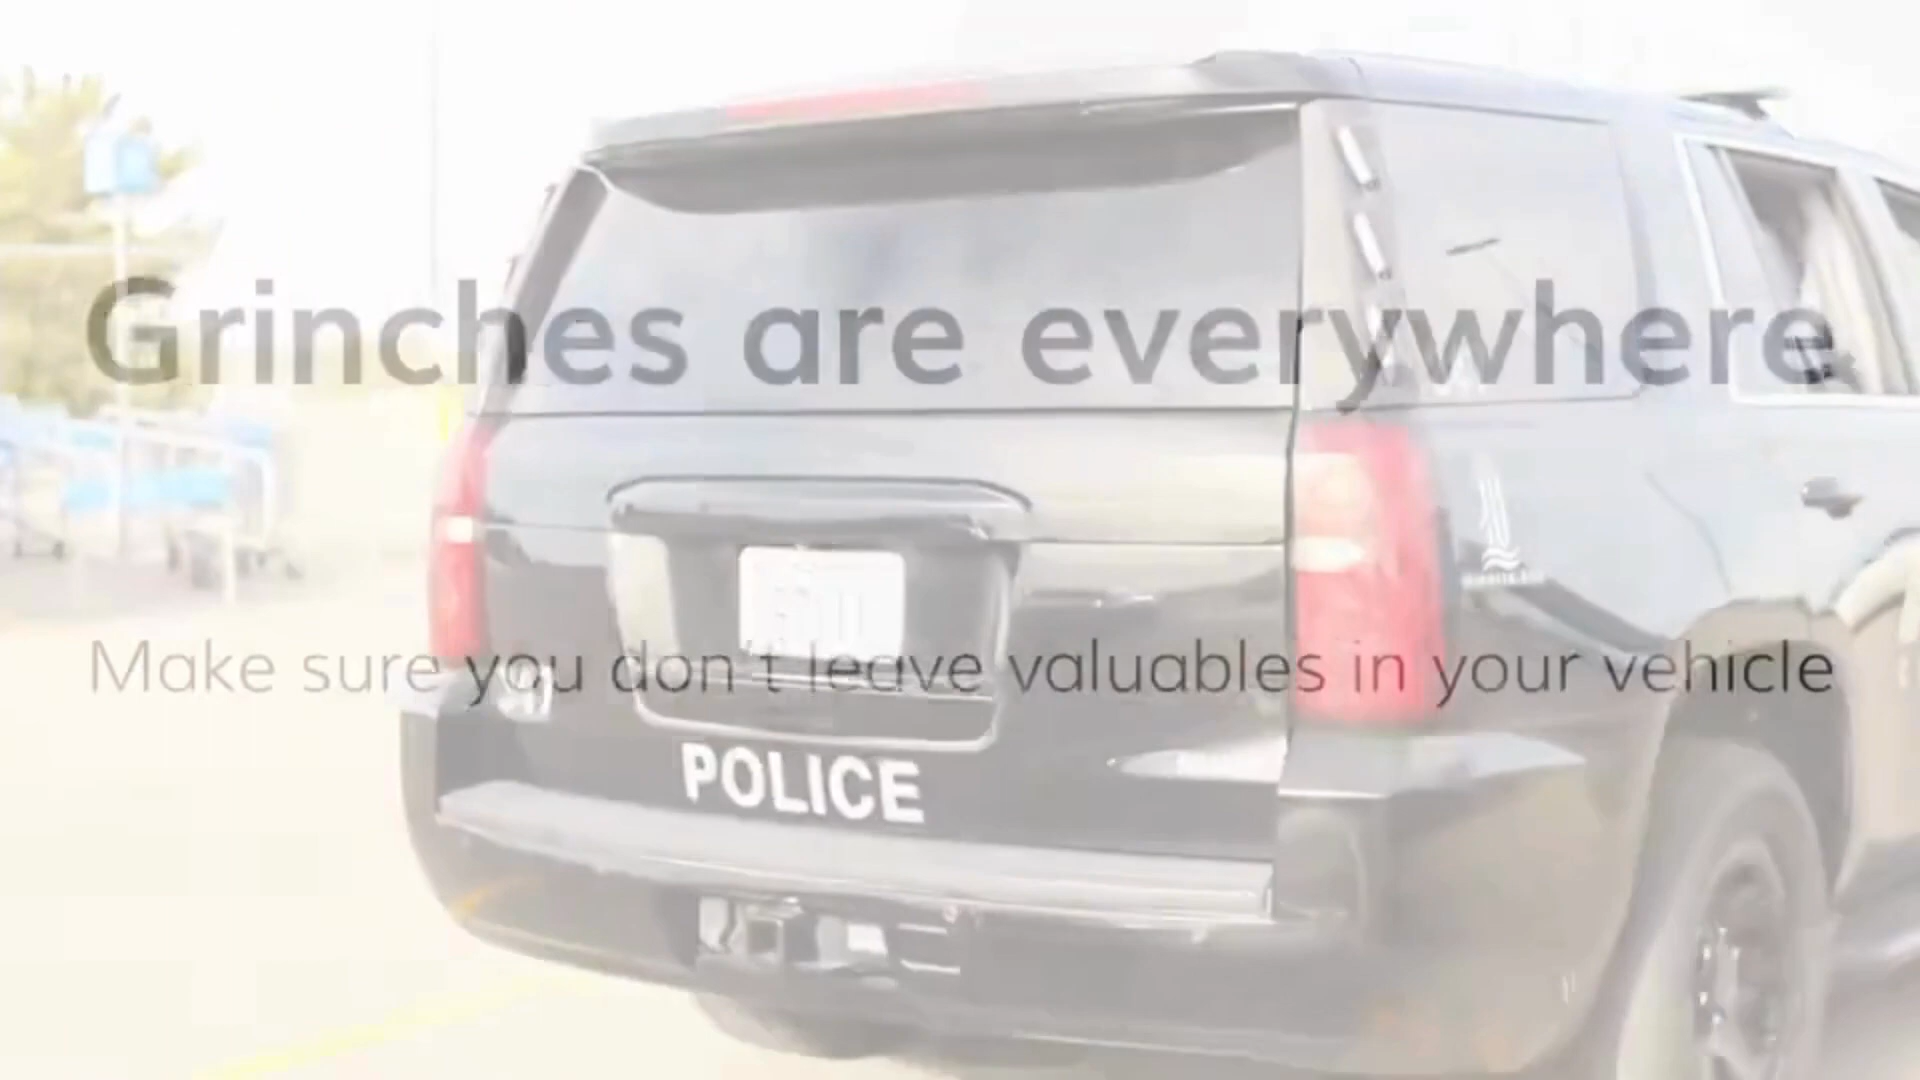 Grinches are everywhere
Make sure you don't leave valuables in your vehicle
POLICE